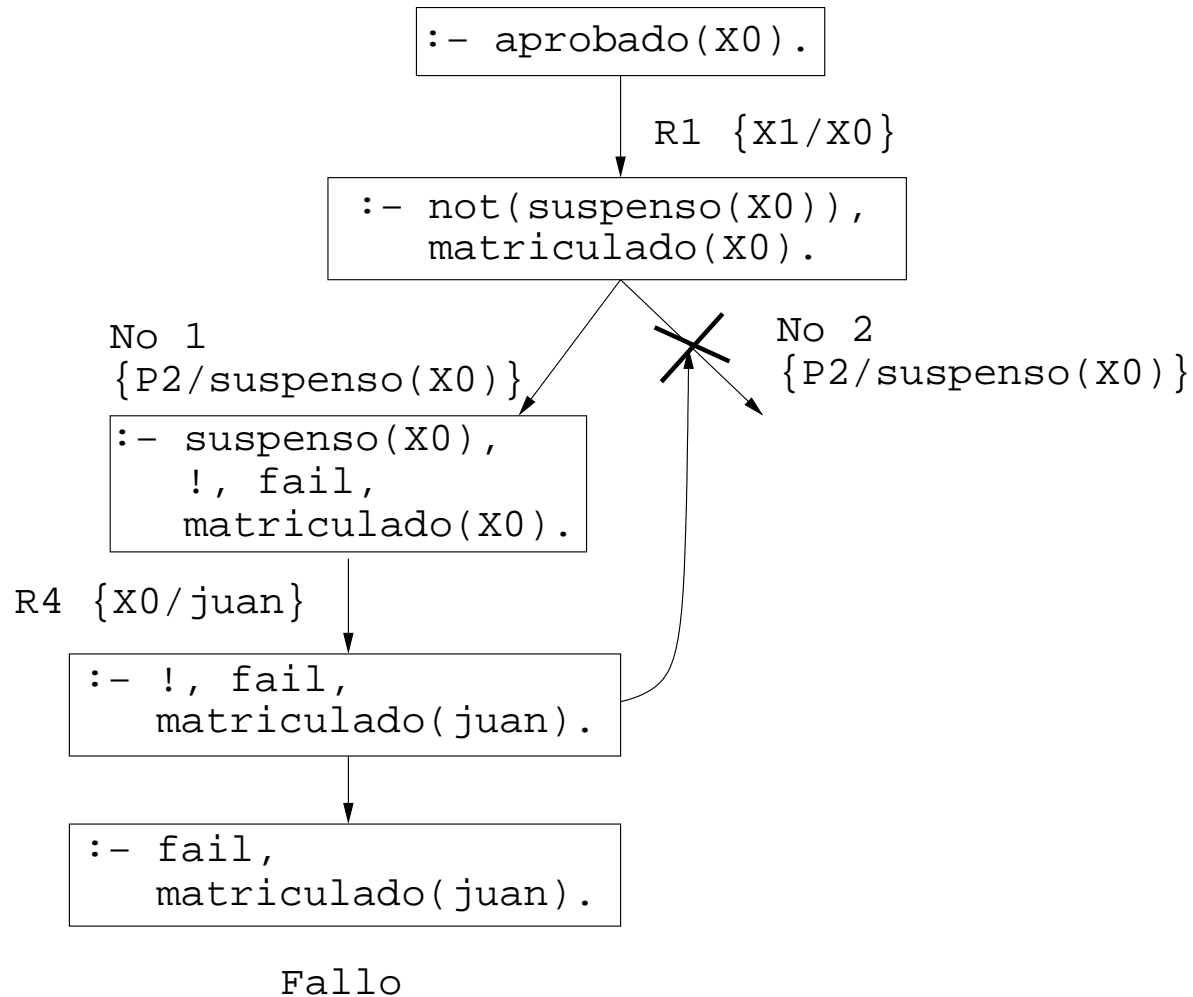 :- aprobado(X0).
R1 {X1/X0}
:- not(suspenso(X0)),
matriculado(X0).
No 1
{P2/suspenso(X0)}
No 2
{P2/suspenso(X0)}
:- suspenso(X0),
!, fail,
matriculado(X0).
R4 {X0/juan}
:- !, fail,
matriculado(juan).
:- fail,
matriculado(juan).
Fallo